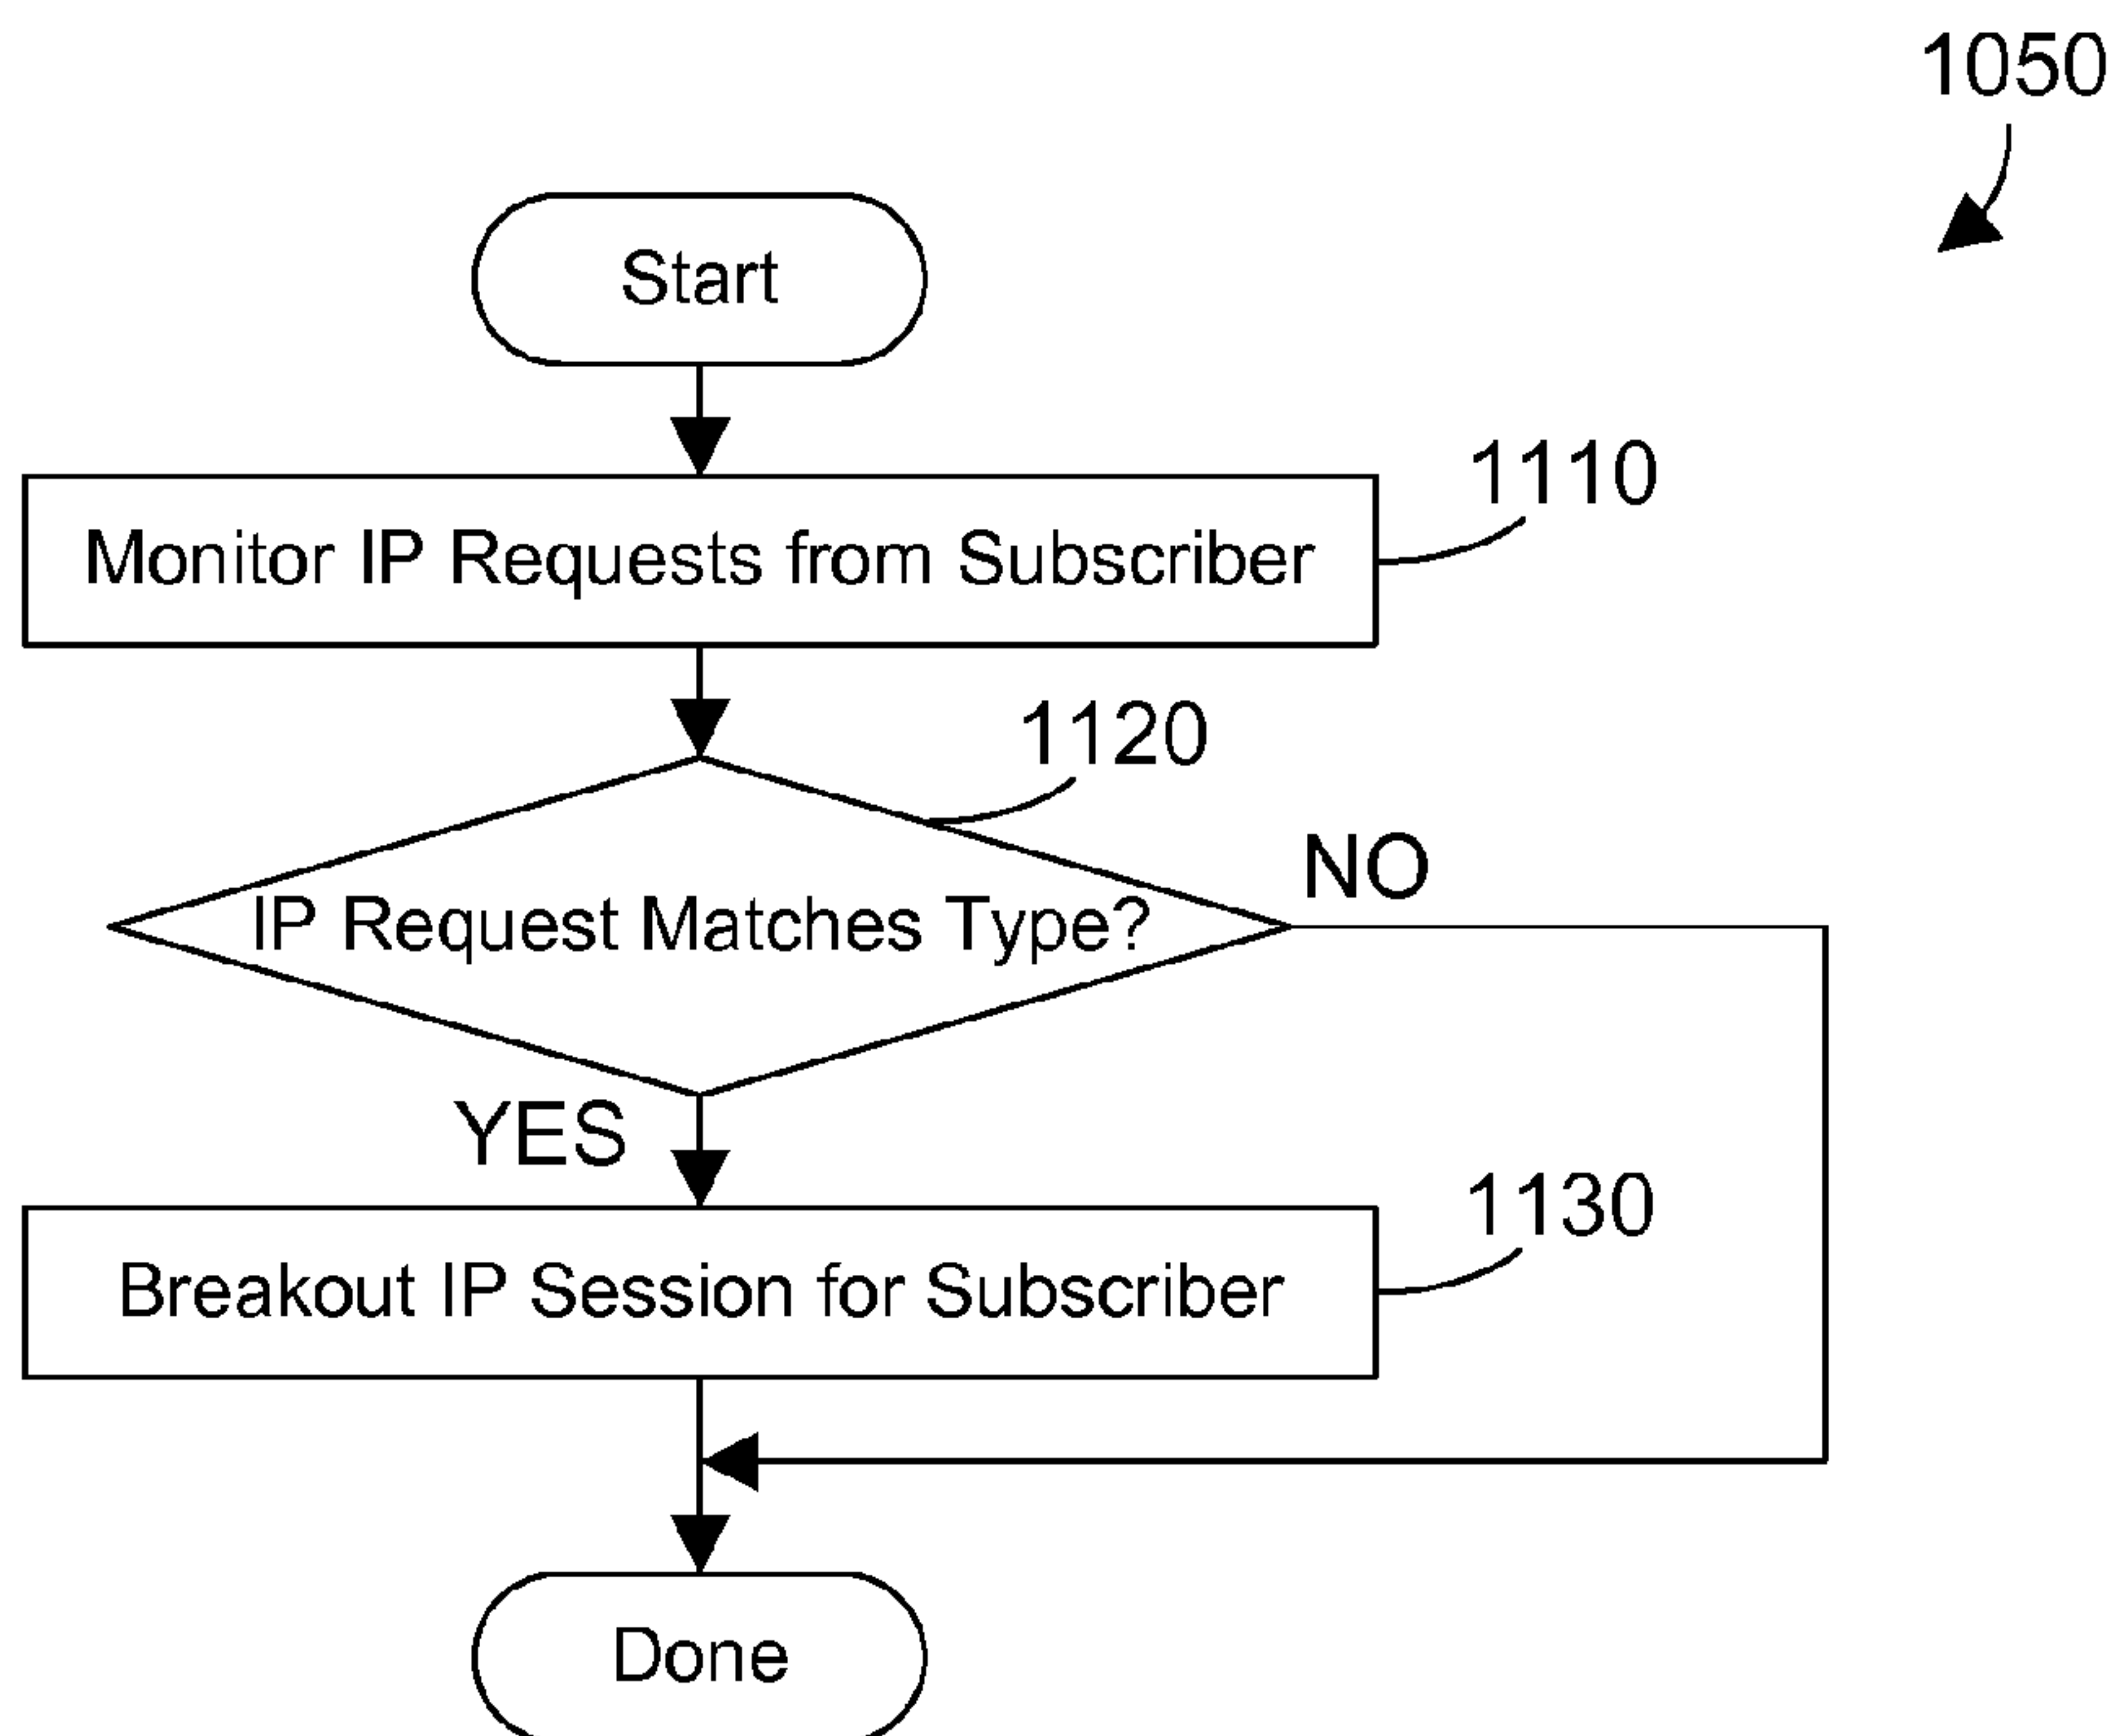 1050
Start
1110
Monitor IP Requests from Subscriber
1120
NO
IP Request Matches Type?
YES
1130
Breakout IP Session for Subscriber
Done